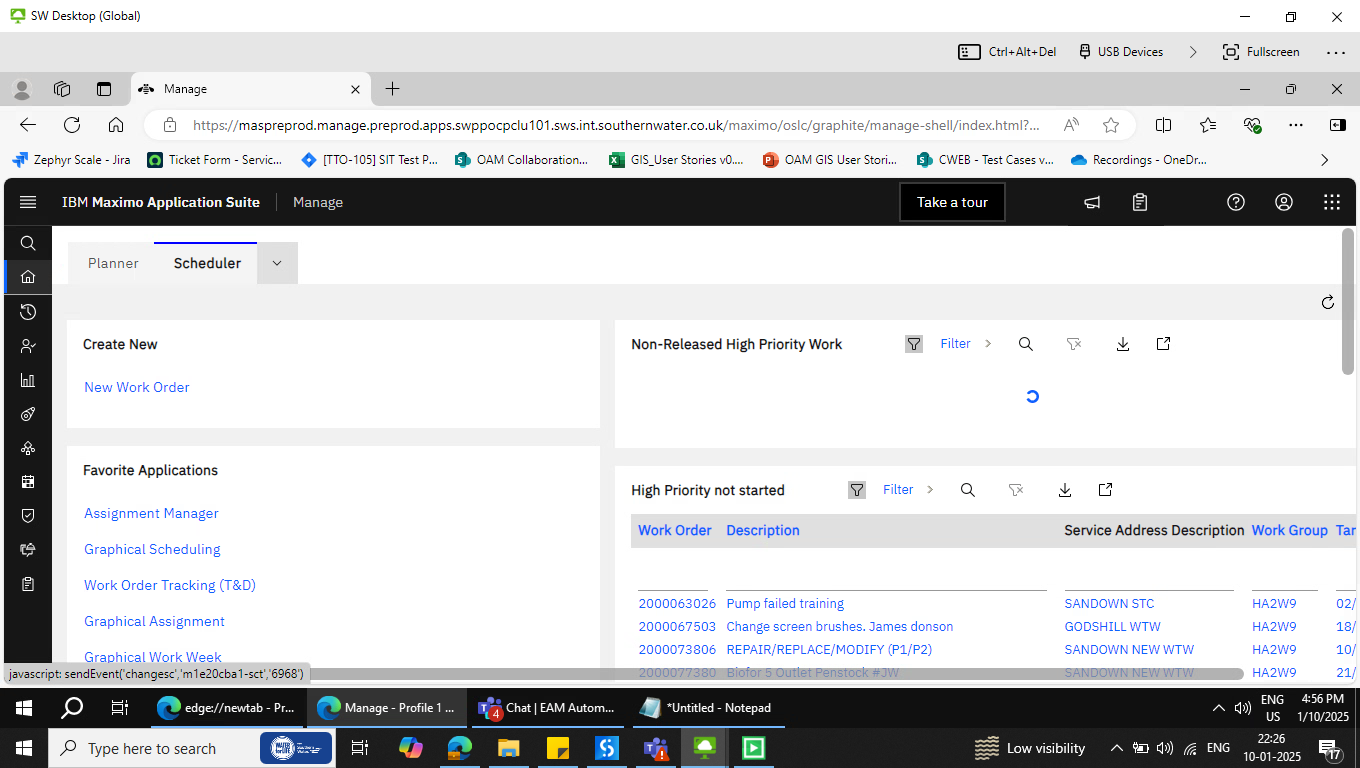 SW Desktop (Global)
Ctrl+Alt+Del USB Devices Fullscreen
Manage
https://maspreprod.manage.preprod.apps.swppocpclu101.sws.int.southernwater.co.uk/maximo/oslc/graphite/manage-shell/index.html?...
Zephyr Scale - Jira Ticket Form - Servic... [TTO-105] SIT Test P... OAM Collaboration... GIS_User Stories v0.... OAM GIS User Stori... CWEB - Test Cases v... Recordings - OneDr...
IBM Maximo Application Suite Manage Take a tour
Planner Scheduler
Create New
New Work Order
Favorite Applications
Assignment Manager
Graphical Scheduling
Work Order Tracking (T&D)
Graphical Assignment
Graphical Work Week
Non-Released High Priority Work Filter
High Priority not started Filter
Work Order Description Service Address Description Work Group Tar
2000063026 Pump failed training SANDOWN STC HA2W9 02/
2000067503 Change screen brushes. James donson GODSHILL WTW HA2W9 18/
2000073806 REPAIR/REPLACE/MODIFY (P1/P2) SANDOWN NEW WTW HA2W9 10/
2000077380 Biofor 5 Outlet Penstock #JW SANDOWN NEW WTW HA2W9 21/
javascript: sendEvent('changesc','m1e20cba1-sct','6968')
edge://newtab - Pr... Manage - Profile 1 ... 4 Chat | EAM Autom... *Untitled - Notepad ENG US 4:56 PM 1/10/2025
Type here to search Low visibility ENG 22:26 10-01-2025 17